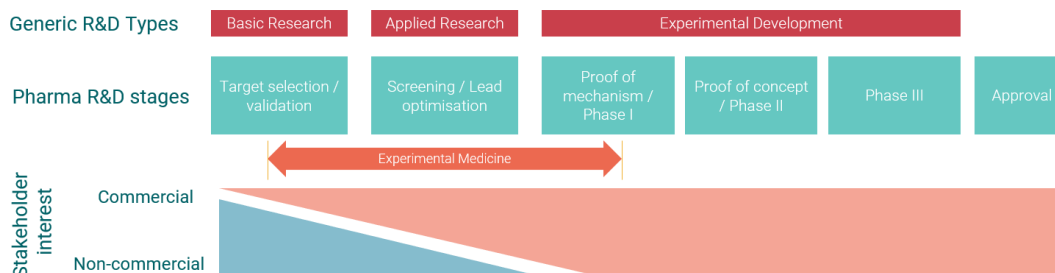 Generic R&D Types
Basic Research
Applied Research
Experimental Development
Pharma R&D stages
Target selection /
validation
Screening / Lead
optimisation
Proof of
mechanism /
Phase I
Proof of concept
/ Phase II
Phase III
Approval
Experimental Medicine
Stakeholder
interest
Commercial
Non-commercial